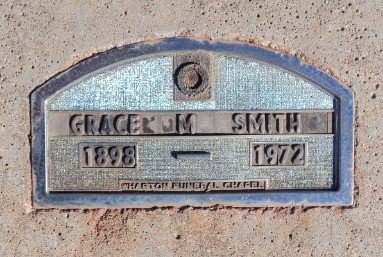 GRACE M SMITH
1898 — 1972
WHARTON FUNERAL CHAPEL